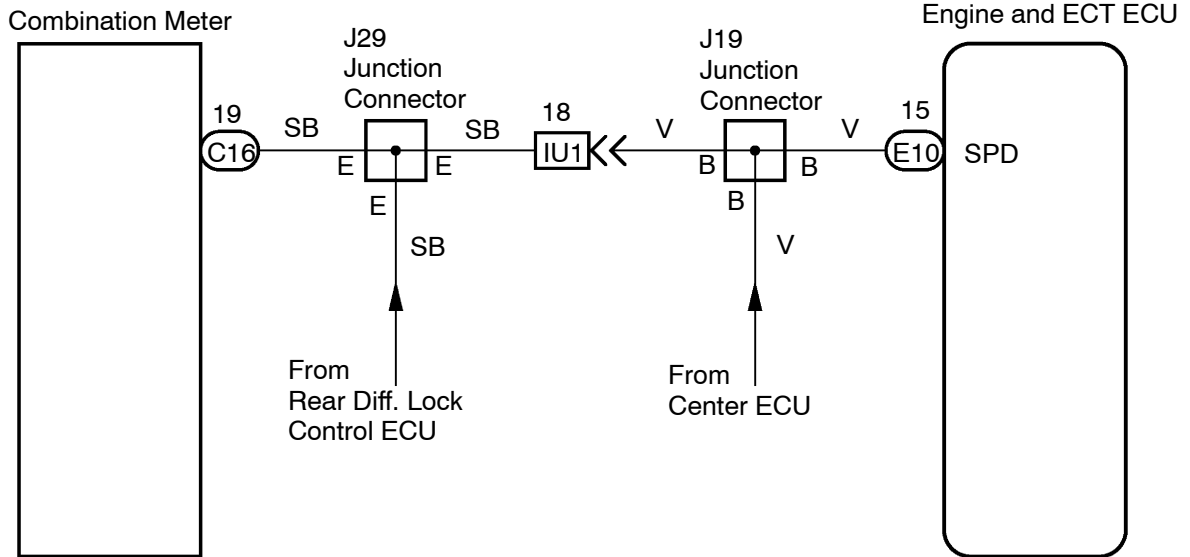 Combination Meter
Engine and ECT ECU
J29
Junction
Connector
J19
Junction
Connector
19
SB
SB
18
V
V
15
C16
IU1
E10
SPD
E
E
B
B
E
B
SB
V
From
Rear Diff. Lock
Control ECU
From
Center ECU